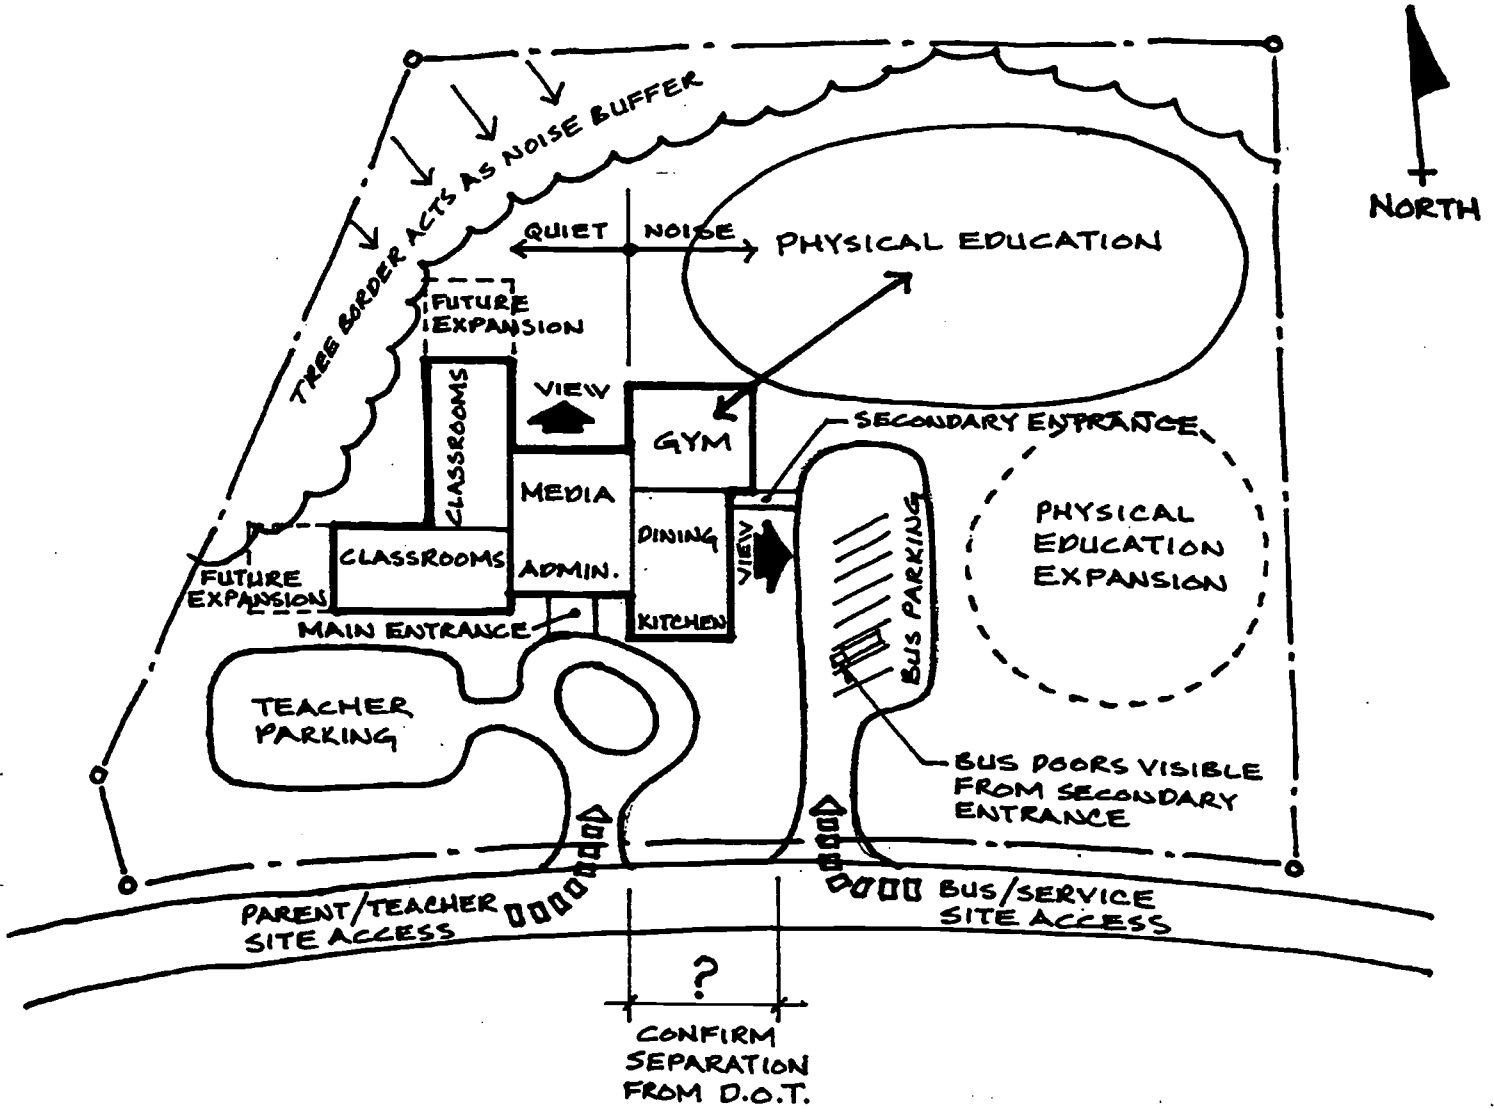 NORTH
TREE BORDER ACTS AS NOISE BUFFER
QUIET
NOISE
PHYSICAL EDUCATION
FUTURE
EXPANSION
VIEW
CLASSROOMS
GYM
SECONDARY ENTRANCE
MEDIA
ADMIN.
DINING
KITCHEN
VIEW
BUS PARKING
PHYSICAL
EDUCATION
EXPANSION
CLASSROOMS
FUTURE
EXPANSION
MAIN ENTRANCE
TEACHER
PARKING
BUS DOORS VISIBLE
FROM SECONDARY
ENTRANCE
PARENT/TEACHER
SITE ACCESS
BUS/SERVICE
SITE ACCESS
?
CONFIRM
SEPARATION
FROM D.O.T.